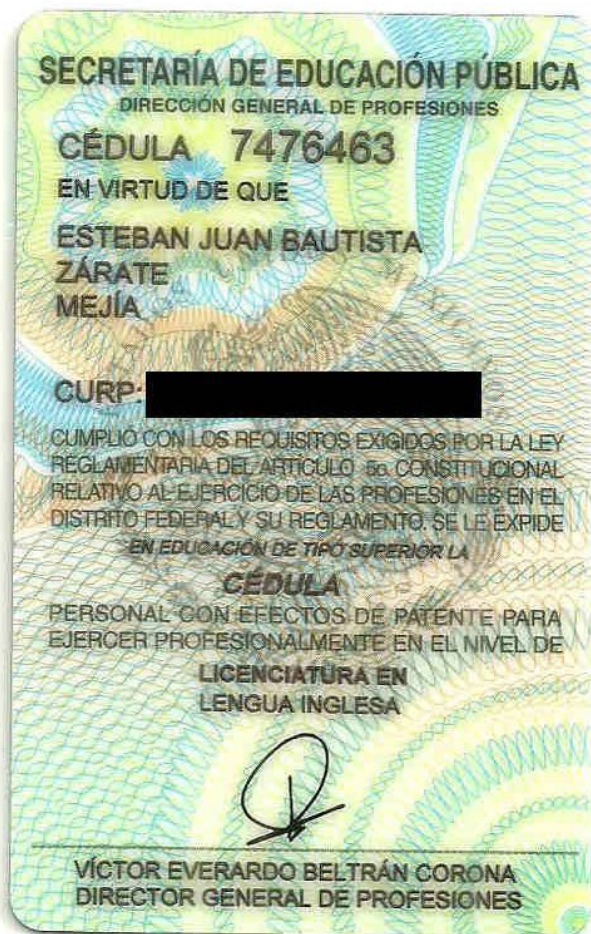 SECRETARÍA DE EDUCACIÓN PÚBLICA
DIRECCIÓN GENERAL DE PROFESIONES
CÉDULA 7476463
EN VIRTUD DE QUE
ESTEBAN JUAN BAUTISTA
ZÁRATE
MEJÍA
CURP:
CUMPLIÓ CON LOS REQUISITOS EXIGIDOS POR LA LEY
REGLAMENTARIA DEL ARTÍCULO 5o. CONSTITUCIONAL
RELATIVO AL EJERCICIO DE LAS PROFESIONES EN EL
DISTRITO FEDERAL Y SU REGLAMENTO, SE LE EXPIDE
EN EDUCACIÓN DE TIPO SUPERIOR LA
CÉDULA
PERSONAL CON EFECTOS DE PATENTE PARA
EJERCER PROFESIONALMENTE EN EL NIVEL DE
LICENCIATURA EN
LENGUA INGLESA
VÍCTOR EVERARDO BELTRÁN CORONA
DIRECTOR GENERAL DE PROFESIONES